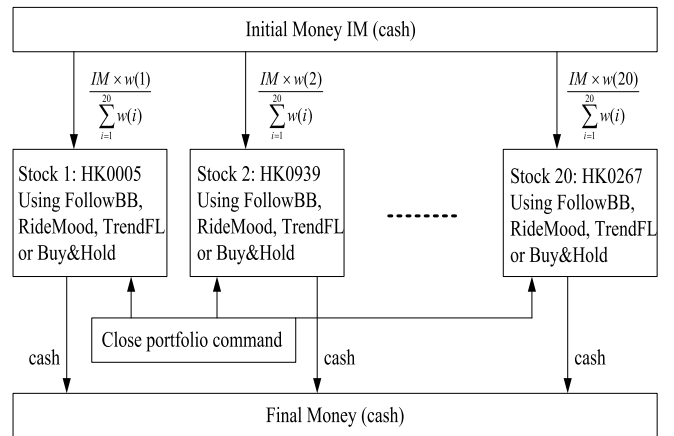 Initial Money IM (cash)
IM × w(1)
20
∑ w(i)
i=1
IM × w(2)
20
∑ w(i)
i=1
IM × w(20)
20
∑ w(i)
i=1
Stock 1: HK0005
Using FollowBB,
RideMood, TrendFL
or Buy&Hold
Stock 2: HK0939
Using FollowBB,
RideMood, TrendFL
or Buy&Hold
Stock 20: HK0267
Using FollowBB,
RideMood, TrendFL
or Buy&Hold
Close portfolio command
cash
cash
cash
Final Money (cash)